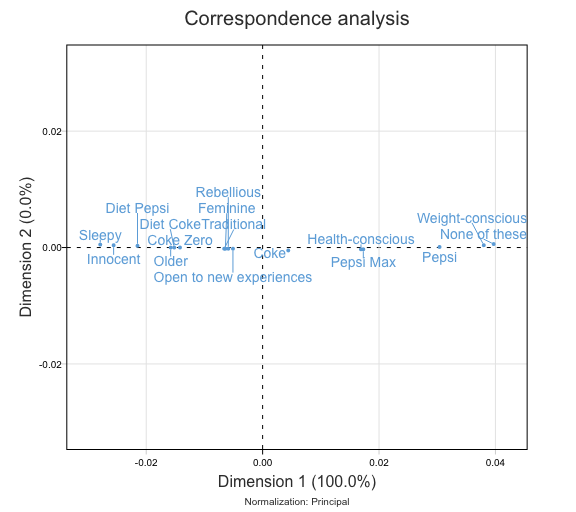 Correspondence analysis
Dimension 2 (0.0%)
0.02
0.00
-0.02
Rebellious
Diet Pepsi
Feminine
Weight-conscious
Diet Coke
Traditional
Sleepy
Coke Zero
Health-conscious
None of these
Innocent
Older
Coke
Pepsi Max
Pepsi
Open to new experiences
-0.02
0.00
0.02
0.04
Dimension 1 (100.0%)
Normalization: Principal